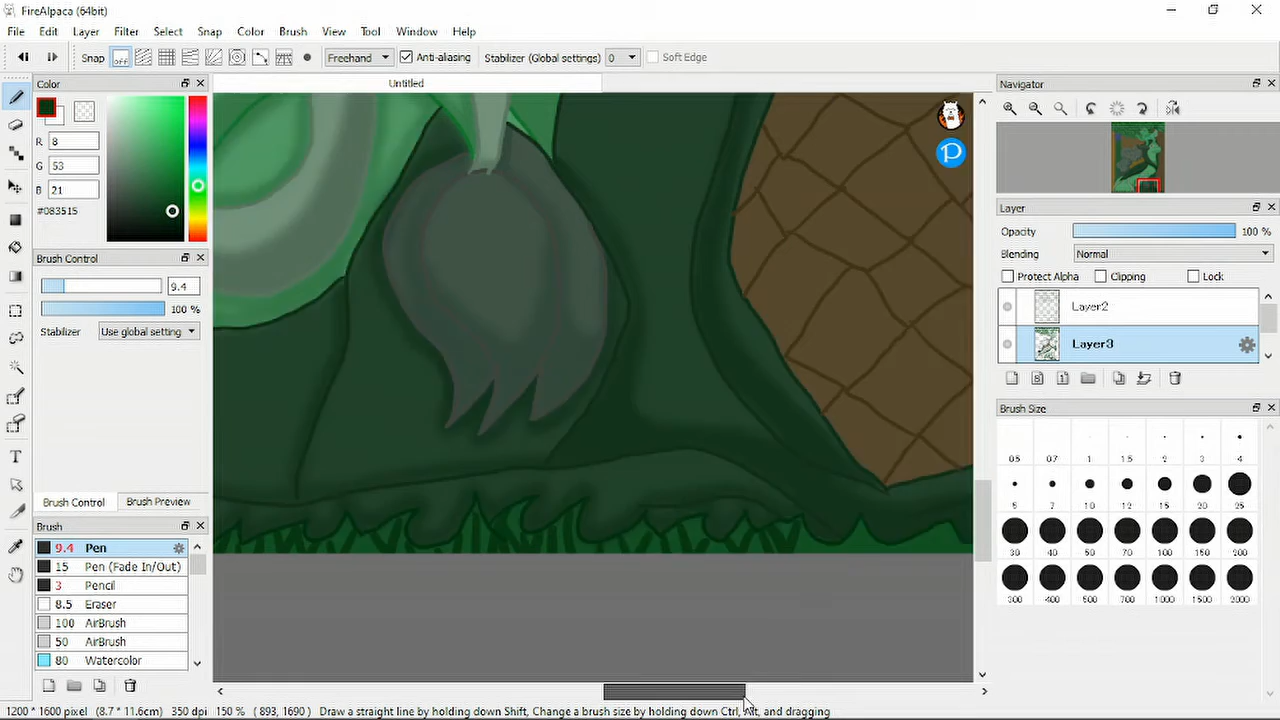 FireAlpaca (64bit)
File Edit Layer Filter Select Snap Color Brush View Tool Window Help
Snap off Freehand Anti-aliasing Stabilizer (Global settings) 0 Soft Edge
Color
Untitled
Navigator
R 8
G 53
B 21
#083515
P
Layer
Opacity 100 %
Blending Normal
Protect Alpha Clipping Lock
Brush Control
9.4
100 %
Stabilizer Use global setting
Layer2
Layer3
Brush Size
0.5 0.7 1 1.5 2 3 4
5 7 10 12 15 20 25
30 40 50 70 100 150 200
300 400 500 700 1000 1500 2000
Brush Control Brush Preview
Brush
9.4 Pen
15 Pen (Fade In/Out)
3 Pencil
8.5 Eraser
100 AirBrush
50 AirBrush
80 Watercolor
1200 * 1600 pixel (8.7 * 11.6cm) 350 dpi 150 % ( 893, 1690 ) Draw a straight line by holding down Shift, Change a brush size by holding down Ctrl, Alt, and dragging